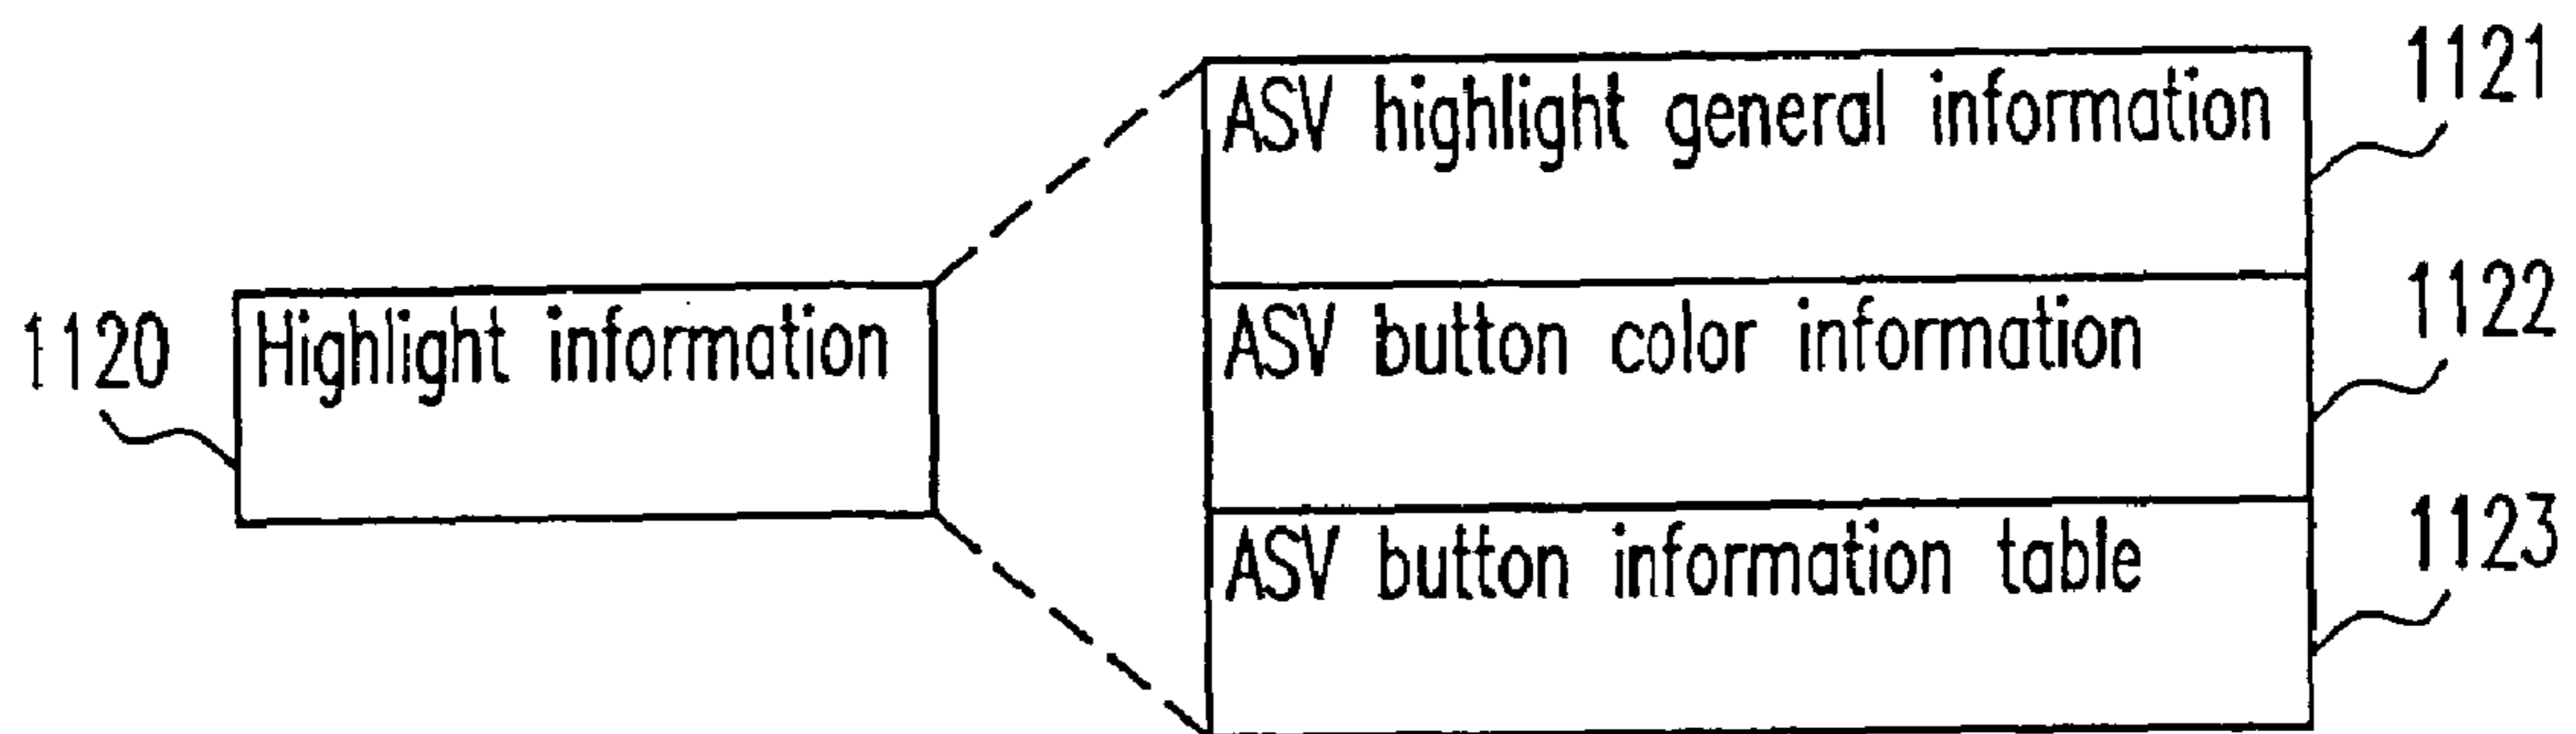 1120
Highlight information
ASV highlight general information
1121
ASV button color information
1122
ASV button information table
1123